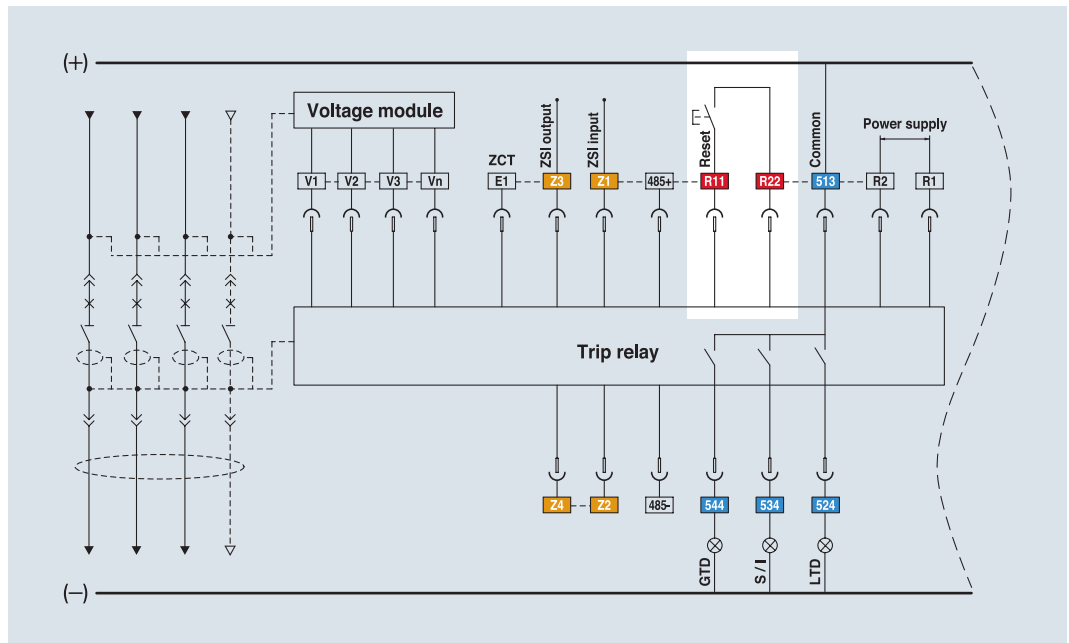 (+)
Voltage module
ZCT
ZSI output
ZSI input
Reset
Common
Power supply
V1 V2 V3 Vn E1 Z3 Z1 485+ R11 R22 513 R2 R1
Trip relay
Z4 Z2 485- 544 534 524
GTD
S / I
LTD
(—)